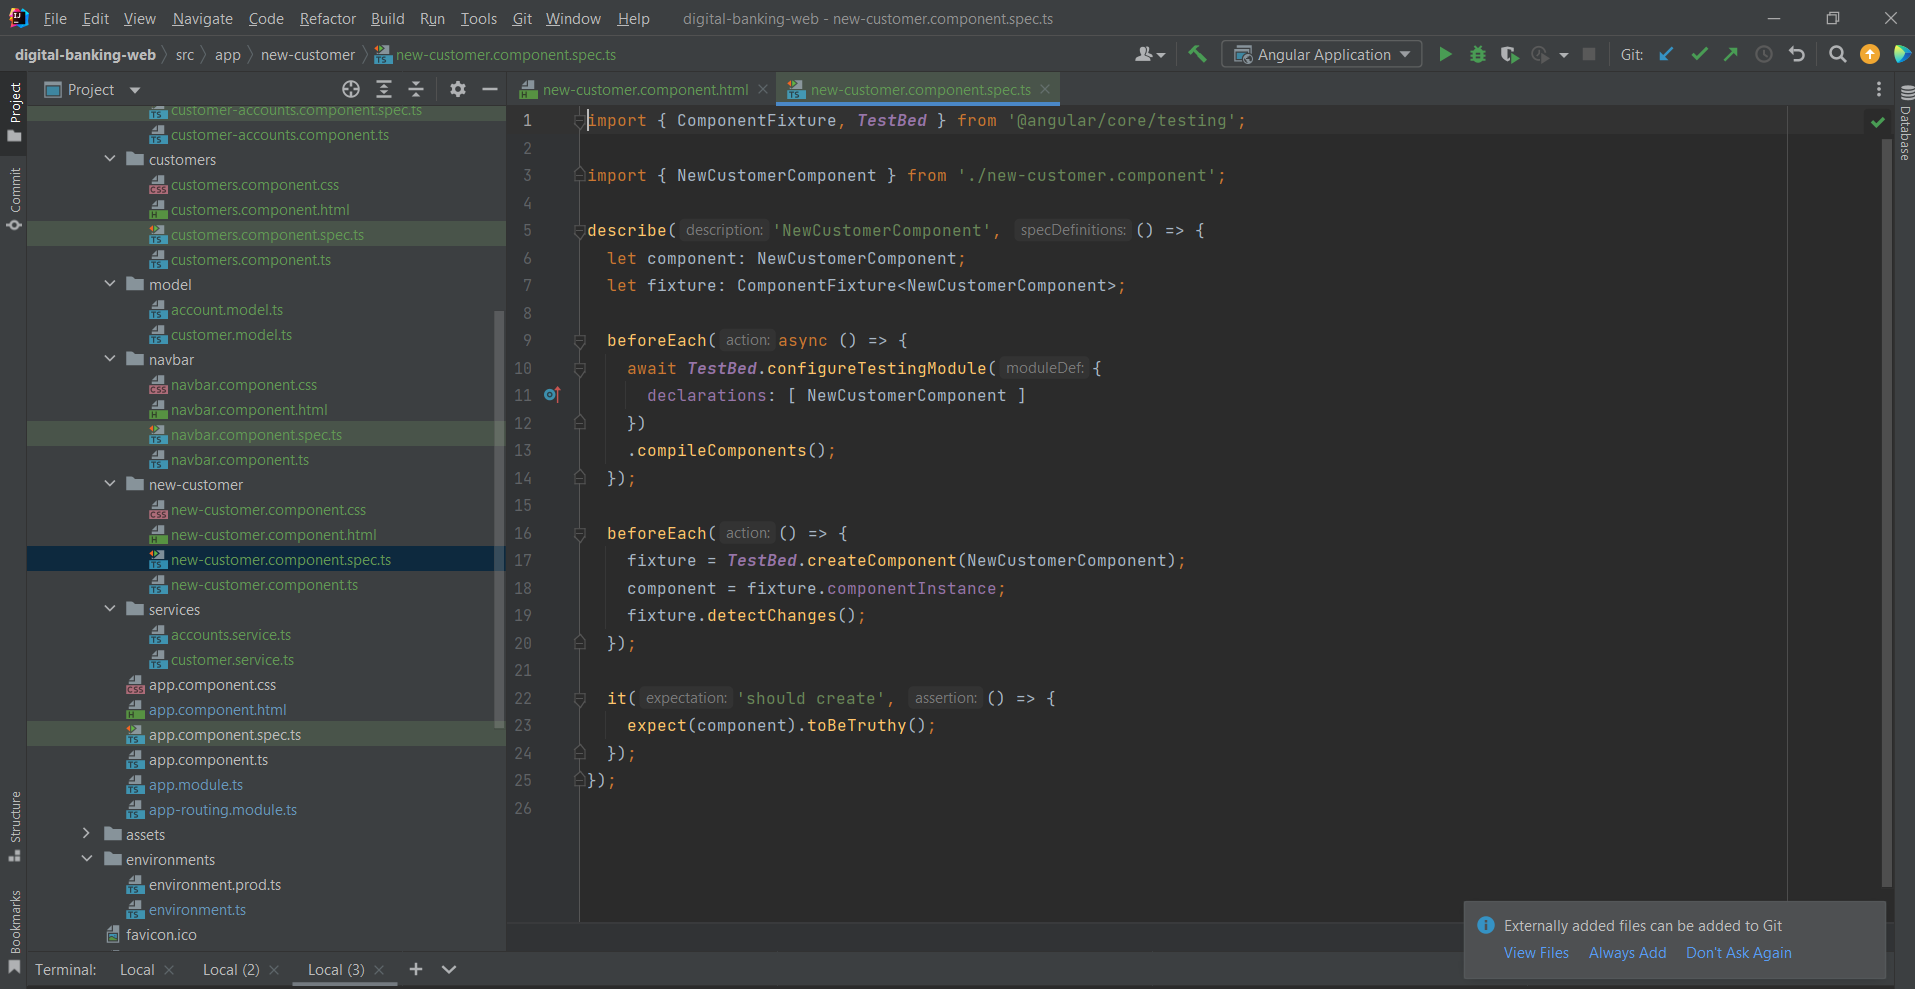 File Edit View Navigate Code Refactor Build Run Tools Git Window Help digital-banking-web - new-customer.component.spec.ts
digital-banking-web src app new-customer new-customer.component.spec.ts Angular Application Git:
Project
Commit
Structure
Bookmarks
Project
customer-accounts.component.spec.ts
customer-accounts.component.ts
customers
customers.component.css
customers.component.html
customers.component.spec.ts
customers.component.ts
model
account.model.ts
customer.model.ts
navbar
navbar.component.css
navbar.component.html
navbar.component.spec.ts
navbar.component.ts
new-customer
new-customer.component.css
new-customer.component.html
new-customer.component.spec.ts
new-customer.component.ts
services
accounts.service.ts
customer.service.ts
app.component.css
app.component.html
app.component.spec.ts
app.component.ts
app.module.ts
app-routing.module.ts
assets
environments
environment.prod.ts
environment.ts
favicon.ico
new-customer.component.html new-customer.component.spec.ts
1 import { ComponentFixture, TestBed } from '@angular/core/testing';
2
3 import { NewCustomerComponent } from './new-customer.component';
4
5 describe( description: 'NewCustomerComponent', specDefinitions: () => {
6 let component: NewCustomerComponent;
7 let fixture: ComponentFixture<NewCustomerComponent>;
8
9 beforeEach( action: async () => {
10 await TestBed.configureTestingModule( moduleDef: {
11 declarations: [ NewCustomerComponent ]
12 })
13 .compileComponents();
14 });
15
16 beforeEach( action: () => {
17 fixture = TestBed.createComponent(NewCustomerComponent);
18 component = fixture.componentInstance;
19 fixture.detectChanges();
20 });
21
22 it( expectation: 'should create', assertion: () => {
23 expect(component).toBeTruthy();
24 });
25 });
26
Database
Externally added files can be added to Git
View Files Always Add Don't Ask Again
Terminal: Local Local (2) Local (3)